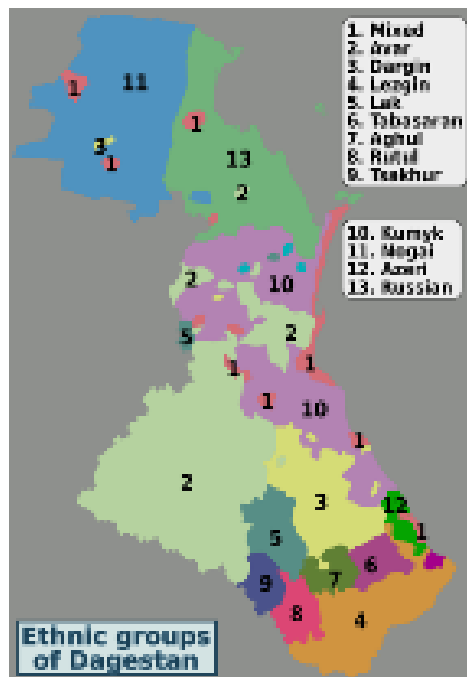 1. Mixed
2. Avar
3. Dargin
4. Lezgin
5. Lak
6. Tabasaran
7. Aghul
8. Rutul
9. Tsakhur
10. Kumyk
11. Nogai
12. Azeri
13. Russian
1
11
1
3
1
13
2
2
10
5
2
1
1
1
10
1
2
3
12
1
5
6
7
9
8
4
Ethnic groups
of Dagestan